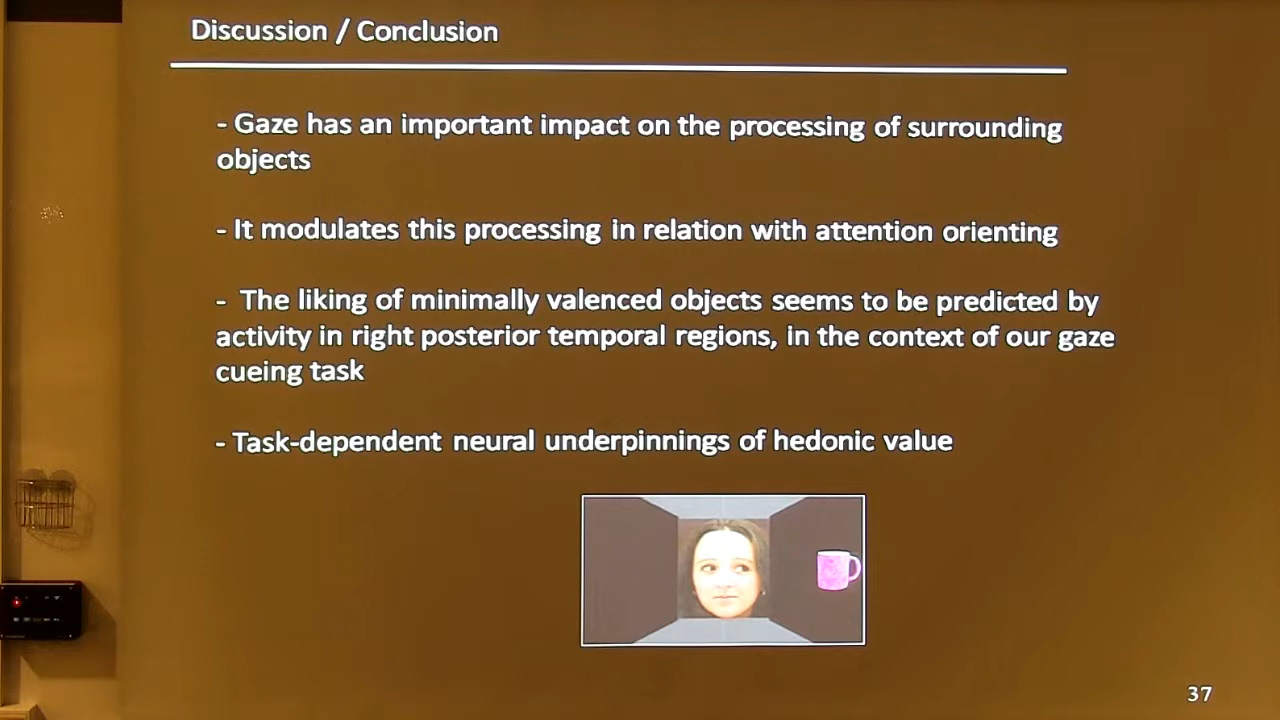 Discussion / Conclusion
- Gaze has an important impact on the processing of surrounding
objects
- It modulates this processing in relation with attention orienting
- The liking of minimally valenced objects seems to be predicted by
activity in right posterior temporal regions, in the context of our gaze
cueing task
- Task-dependent neural underpinnings of hedonic value
37